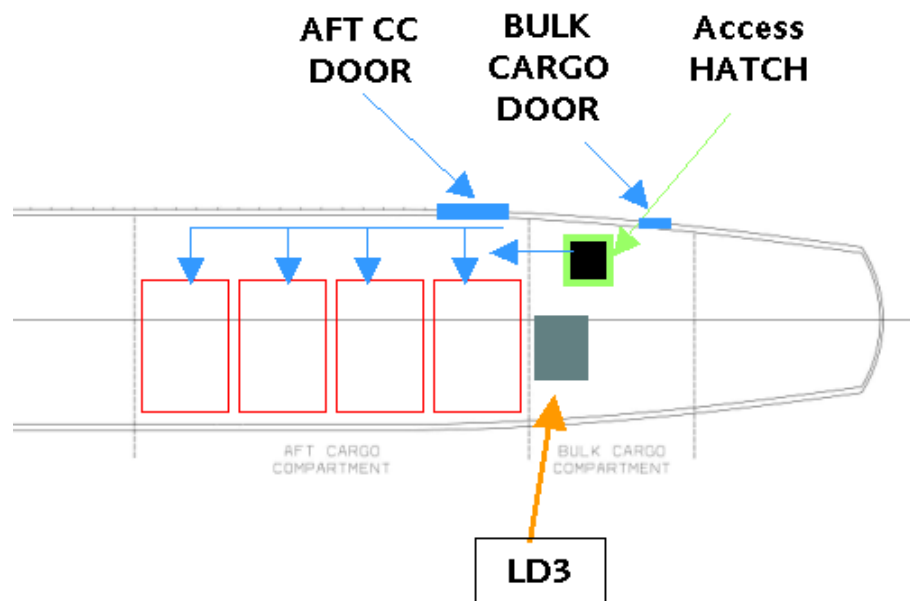 AFT CC
DOOR
BULK
CARGO
DOOR
Access
HATCH
AFT CARGO
COMPARTMENT
BULK CARGO
COMPARTMENT
LD3